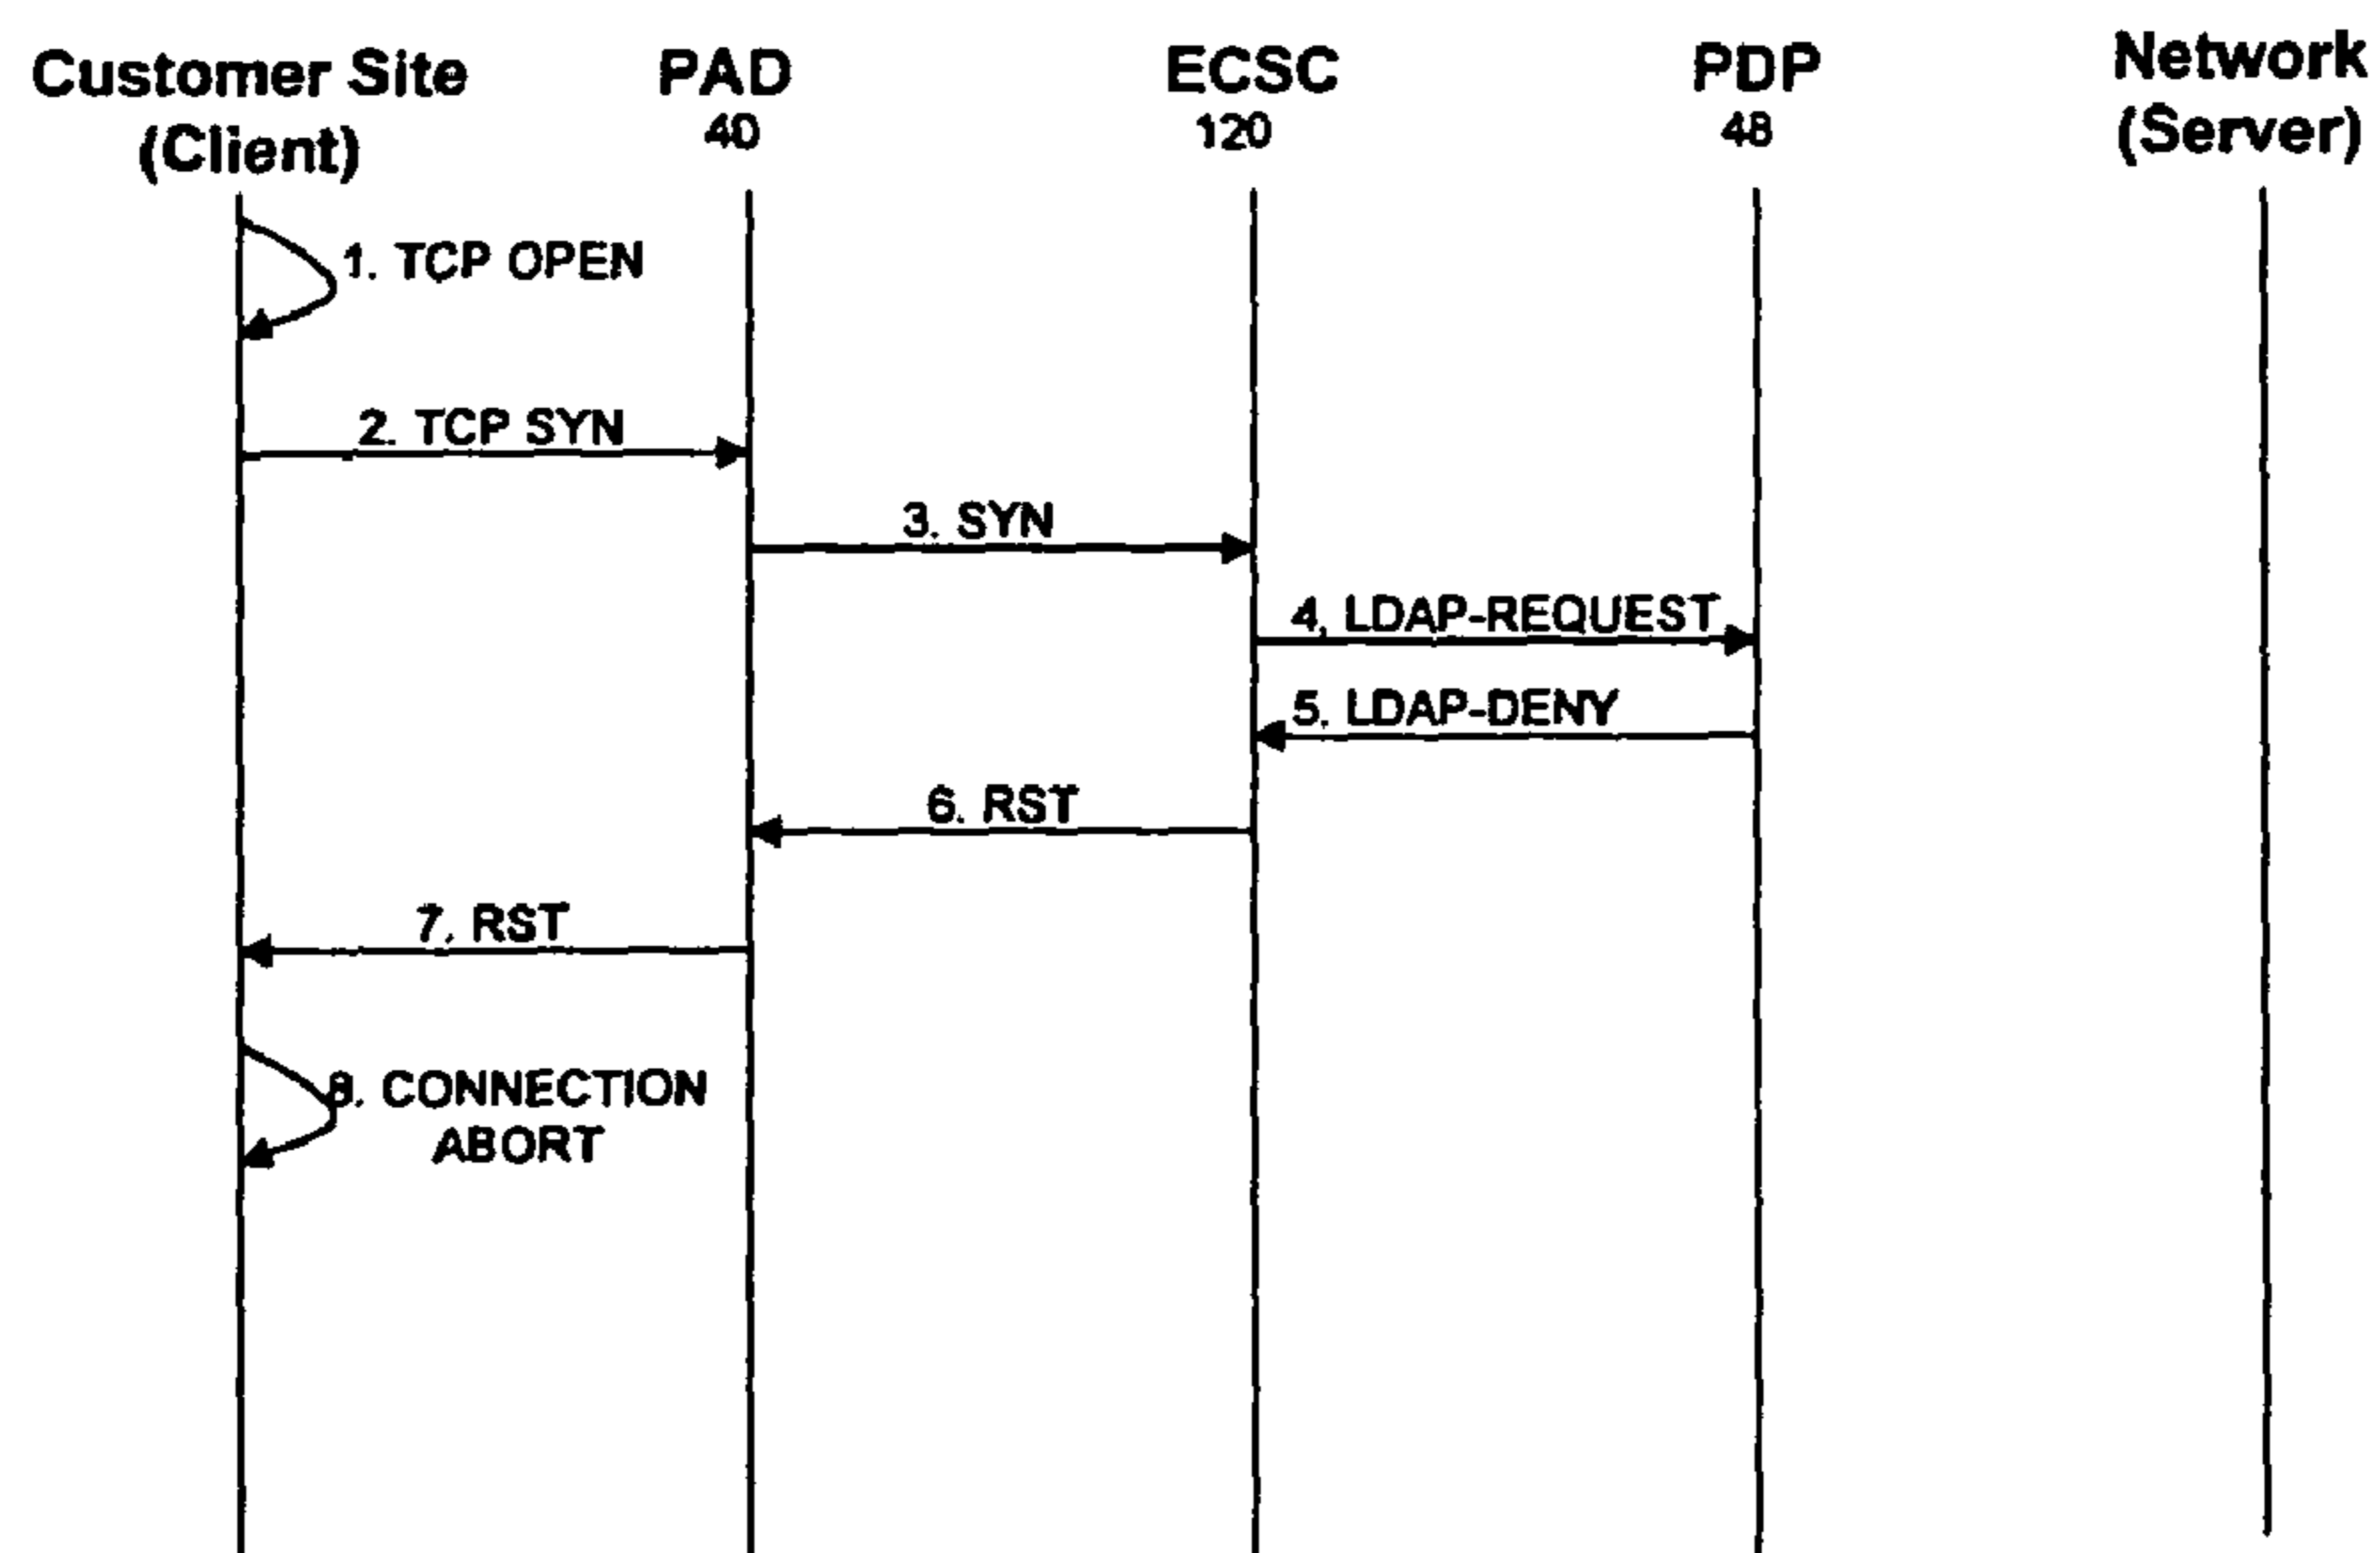 Customer Site
(Client)
PAD
40
ECSC
120
PDP
48
Network
(Server)
1. TCP OPEN
2. TCP SYN
3. SYN
4. LDAP-REQUEST
5. LDAP-DENY
6. RST
7. RST
8. CONNECTION
ABORT